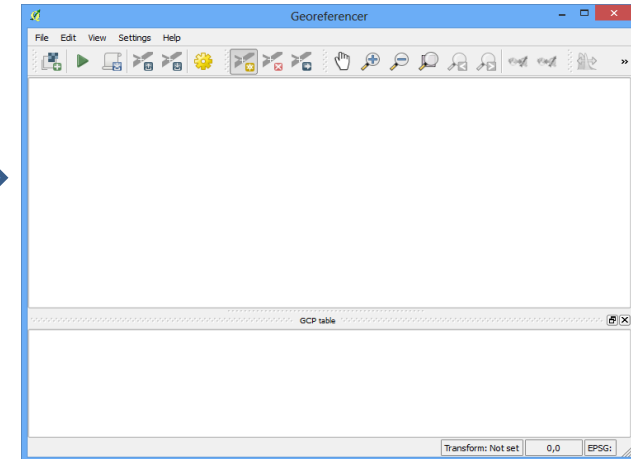 Georeferencer
File Edit View Settings Help
GCP table
Transform: Not set 0,0 EPSG: